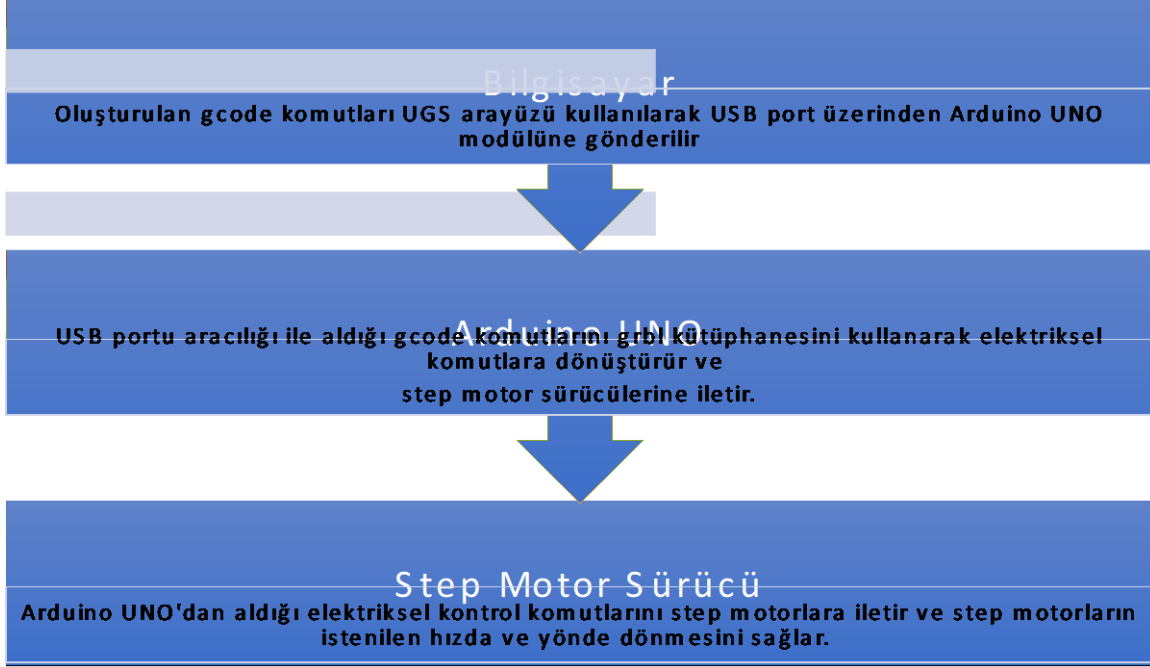 Bilgisayar
Oluşturulan gcode komutları UGS arayüzü kullanılarak USB port üzerinden Arduino UNO
modülüne gönderilir
Arduino UNO
USB portu aracılığı ile aldığı gcode komutlarını grbl kütüphanesini kullanarak elektriksel
komutlara dönüştürür ve
step motor sürücülerine iletir.
Step Motor Sürücü
Arduino UNO'dan aldığı elektriksel kontrol komutlarını step motorlara iletir ve step motorların
istenilen hızda ve yönde dönmesini sağlar.